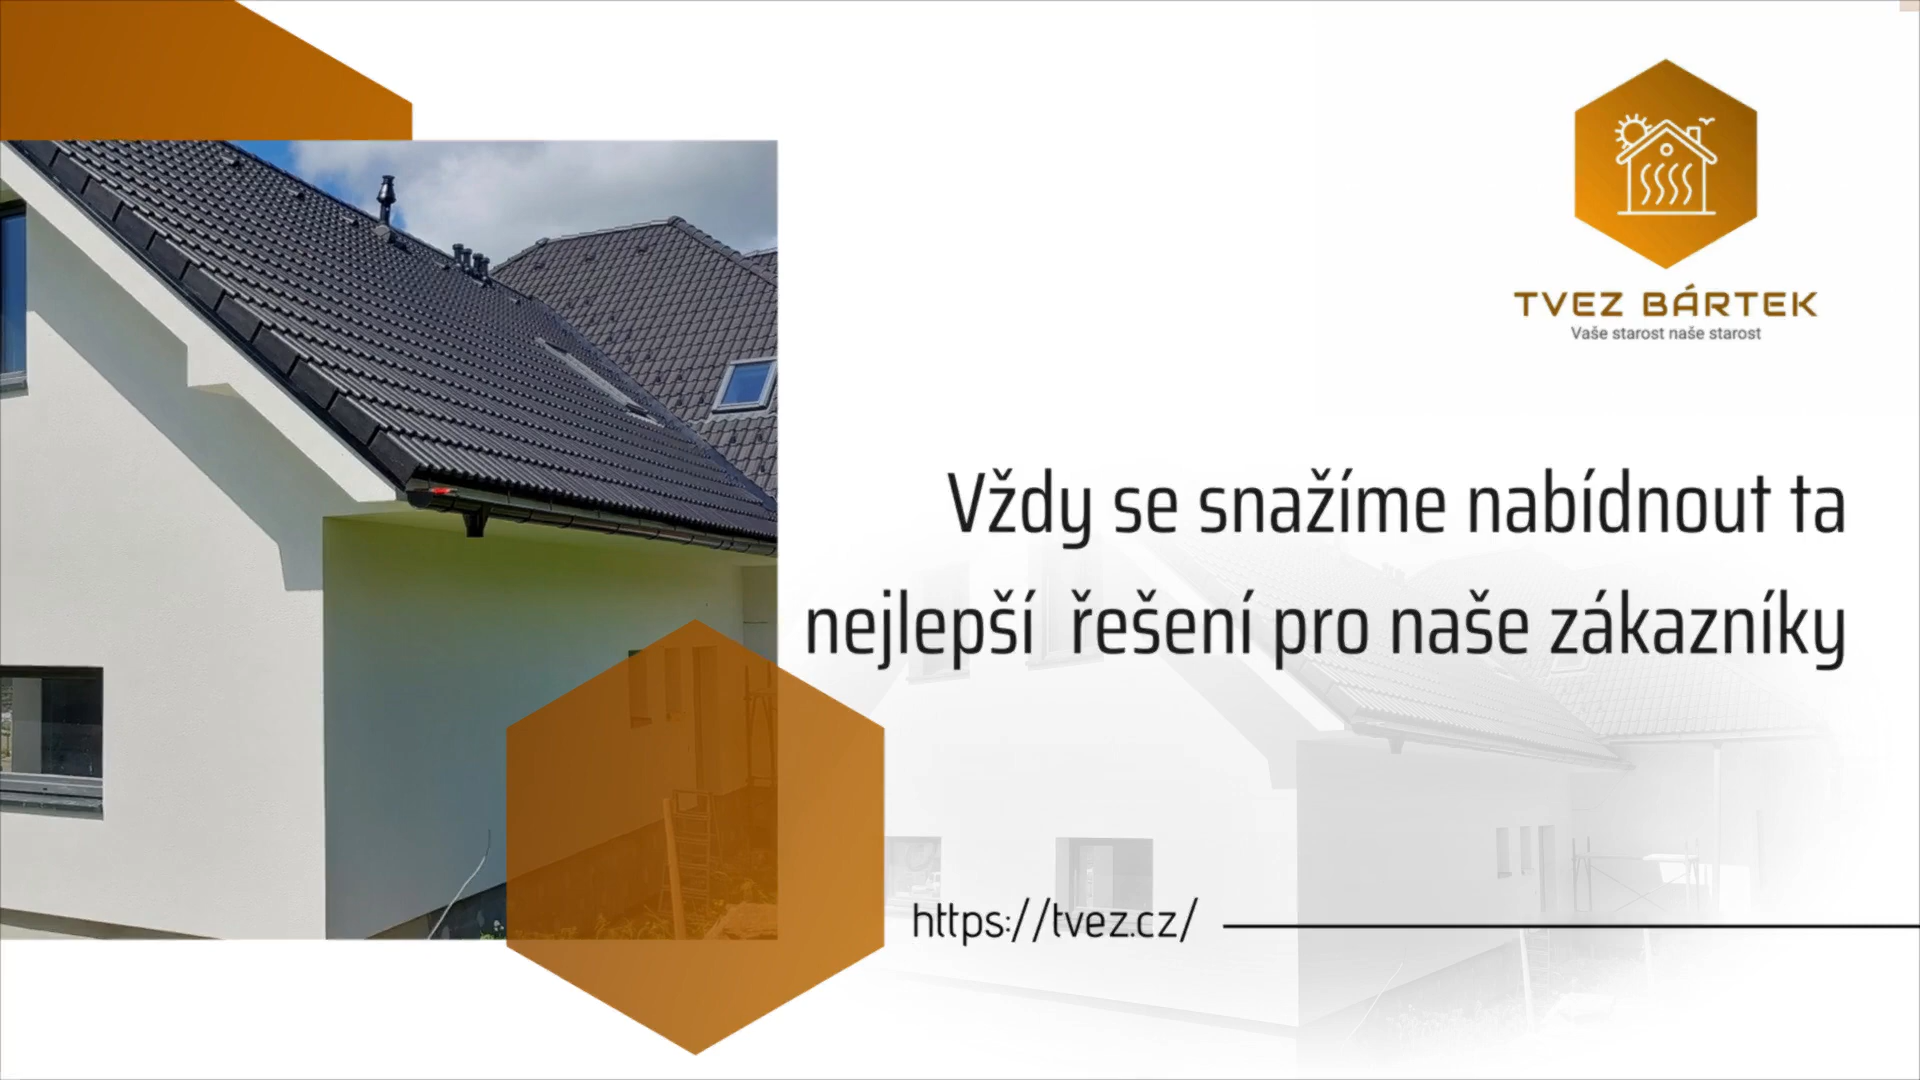 TVEZ BÁRTEK
Vaše starost naše starost
Vždy se snažíme nabídnout ta
nejlepší  řešení pro naše zákazníky
https://tvez.cz/